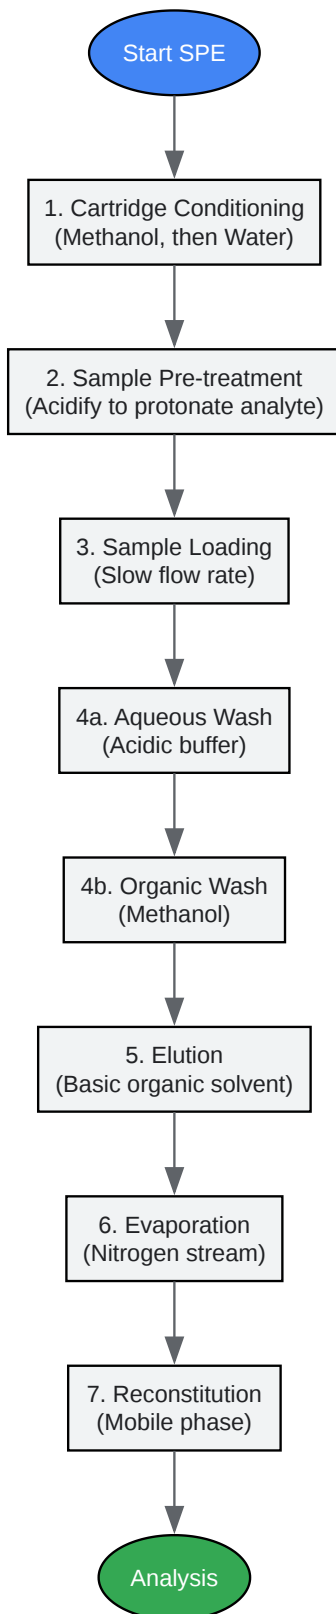 Start SPE
1. Cartridge Conditioning
(Methanol, then Water)
2. Sample Pre-treatment
(Acidify to protonate analyte)
3. Sample Loading
(Slow flow rate)
4a. Aqueous Wash
(Acidic buffer)
4b. Organic Wash
(Methanol)
5. Elution
(Basic organic solvent)
6. Evaporation
(Nitrogen stream)
7. Reconstitution
(Mobile phase)
Analysis